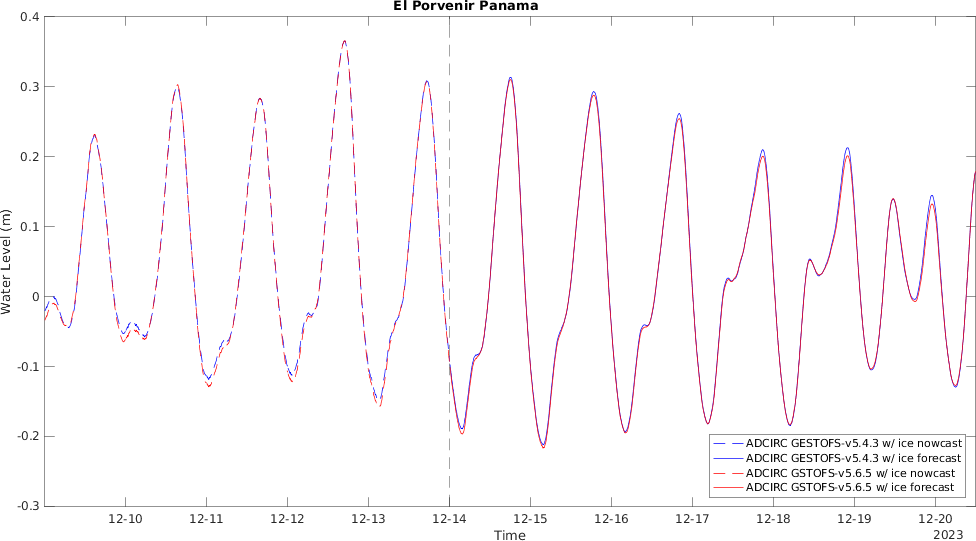 El Porvenir Panama
0.4
0.3
0.2
0.1
0
-0.1
-0.2
-0.3
Water Level (m)
ADCIRC GESTOFS-v5.4.3 w/ ice nowcast
ADCIRC GESTOFS-v5.4.3 w/ ice forecast
ADCIRC GSTOFS-v5.6.5 w/ ice nowcast
ADCIRC GSTOFS-v5.6.5 w/ ice forecast
12-10 12-11 12-12 12-13 12-14 12-15 12-16 12-17 12-18 12-19 12-20
Time
2023